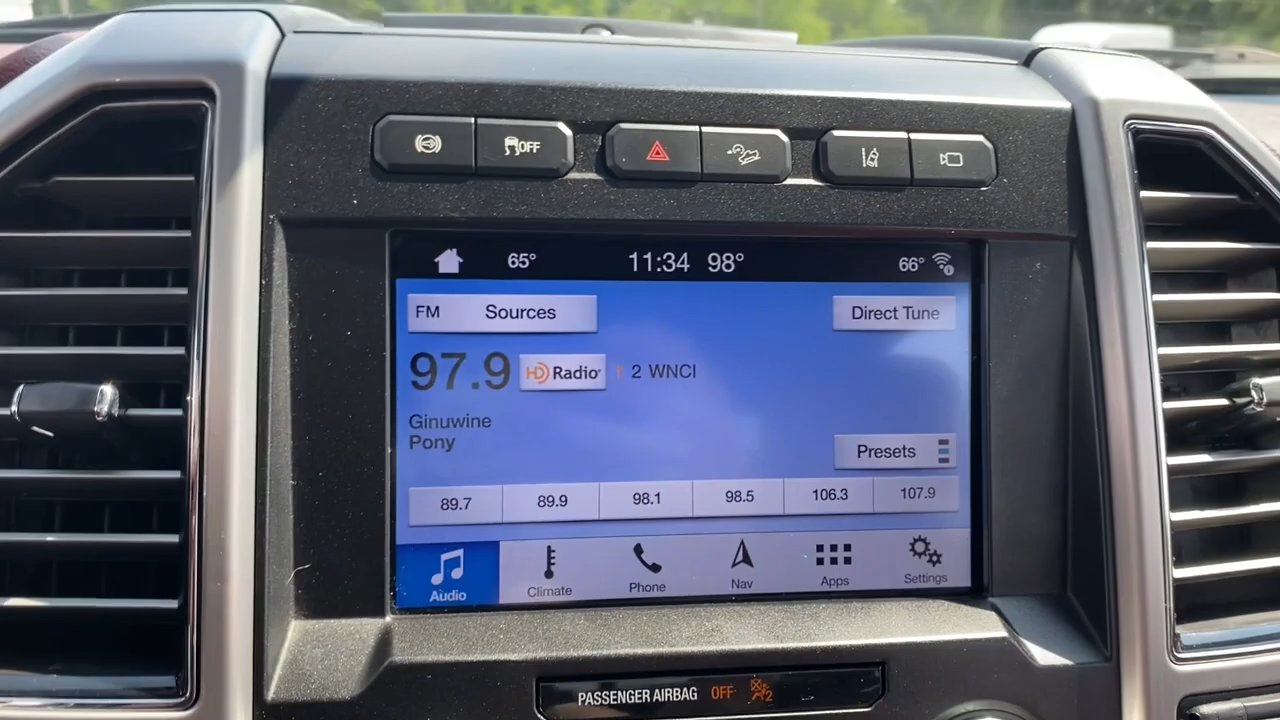 OFF
65° 11:34 98° 66°
FM Sources
Direct Tune
97.9 HD Radio 2 WNCI
Ginuwine
Pony
Presets
89.7 89.9 98.1 98.5 106.3 107.9
Audio Climate Phone Nav Apps Settings
PASSENGER AIRBAG OFF 2